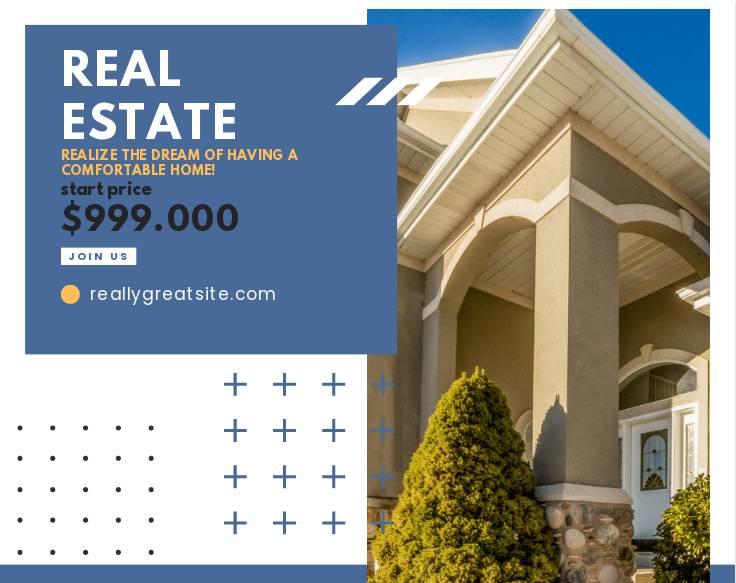 REAL
ESTATE
REALIZE THE DREAM OF HAVING A
COMFORTABLE HOME!
start price
$999.000
JOIN US
reallygreatsite.com